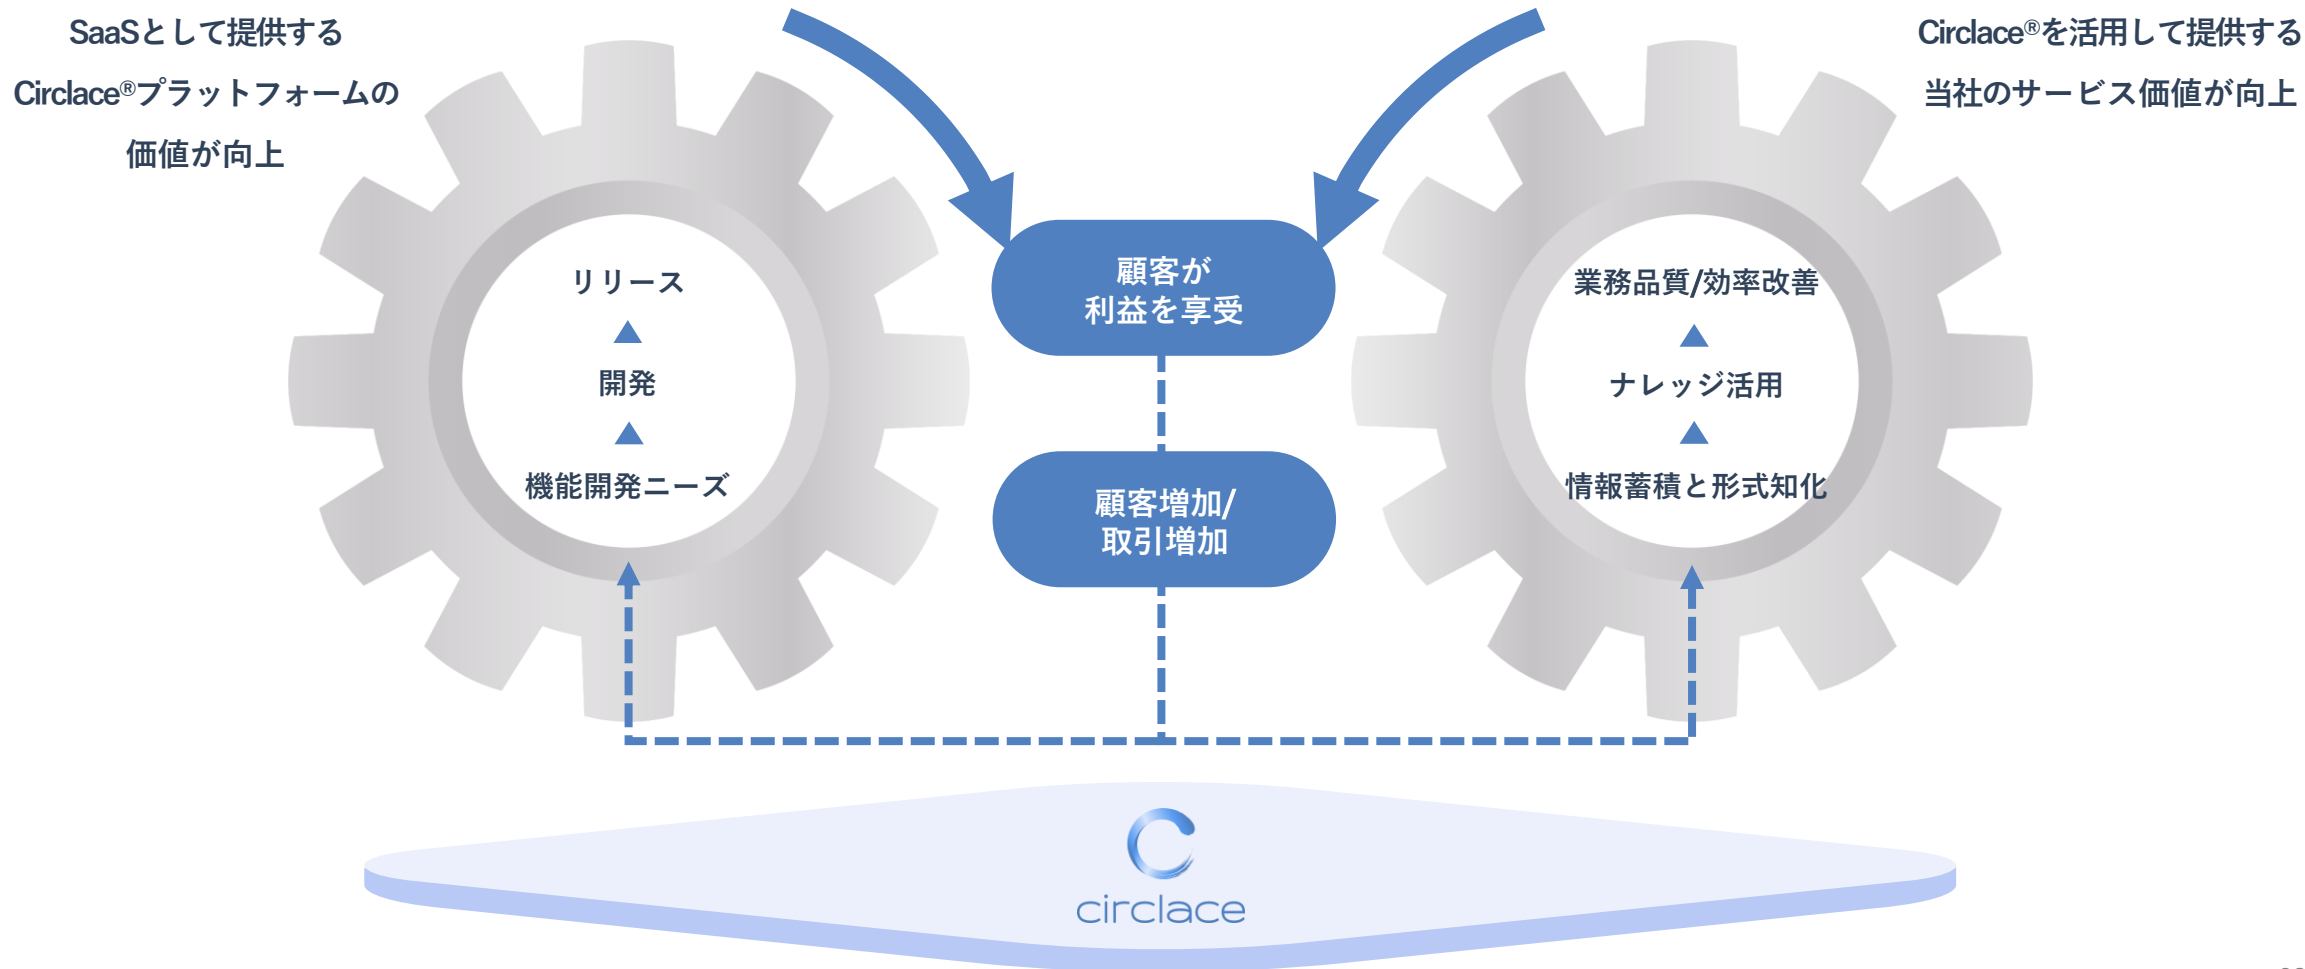 SaaSとして提供する
Circlace®プラットフォームの
価値が向上
Circlace®を活用して提供する
当社のサービス価値が向上
リリース
開発
機能開発ニーズ
顧客が
利益を享受
顧客増加/
取引増加
業務品質/効率改善
ナレッジ活用
情報蓄積と形式知化
circlace